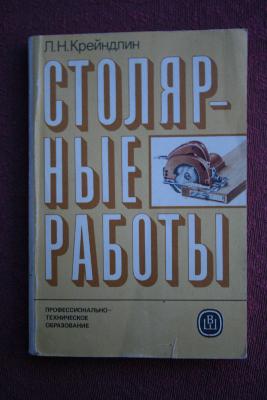 Л.Н.Крейндлин
СТОЛЯР-
НЫЕ
РАБОТЫ
ПРОФЕССИОНАЛЬНО-
ТЕХНИЧЕСКОЕ
ОБРАЗОВАНИЕ